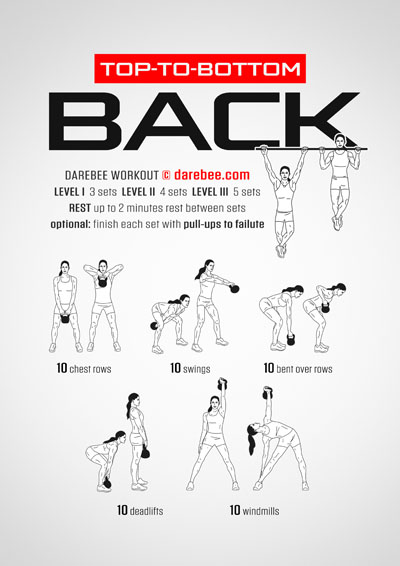 TOP-TO-BOTTOM
BACK
DAREBEE WORKOUT © darebee.com
LEVEL I 3 sets LEVEL II 4 sets LEVEL III 5 sets
REST up to 2 minutes rest between sets
optional: finish each set with pull-ups to failute
10 chest rows
10 swings
10 bent over rows
10 deadlifts
10 windmills